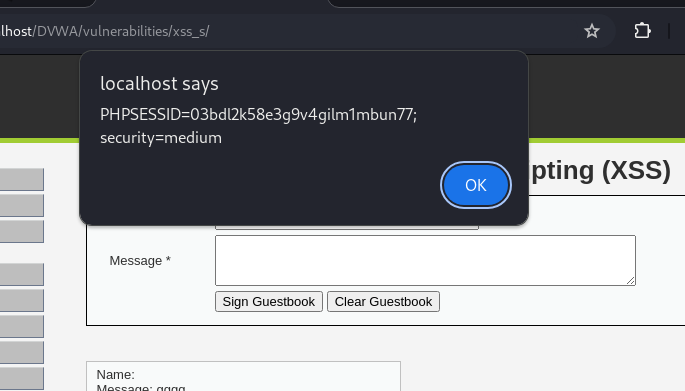 lhost/DVWA/vulnerabilities/xss_s/
localhost says
PHPSESSID=03bdl2k58e3g9v4gilm1mbun77;
security=medium
OK
ipting (XSS)
Message *
Sign Guestbook Clear Guestbook
Name:
Message: gggg